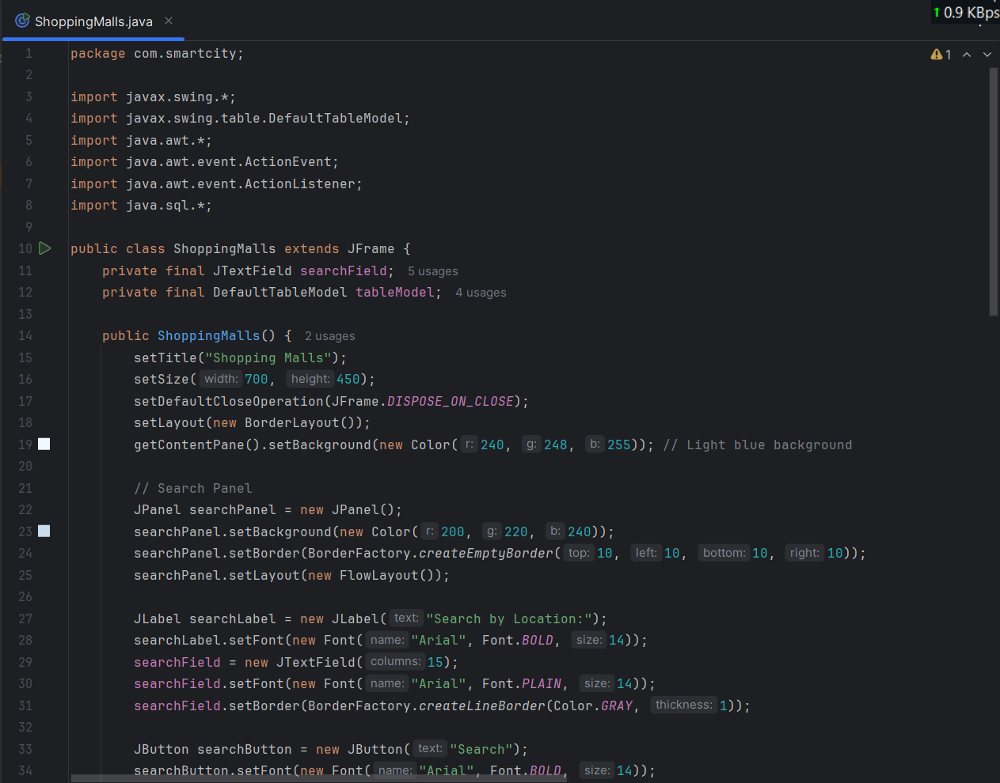 ShoppingMalls.java
↑ 0.9 KBps
1 package com.smartcity; 1
2
3 import javax.swing.*;
4 import javax.swing.table.DefaultTableModel;
5 import java.awt.*;
6 import java.awt.event.ActionEvent;
7 import java.awt.event.ActionListener;
8 import java.sql.*;
9
10 public class ShoppingMalls extends JFrame {
11 private final JTextField searchField; 5 usages
12 private final DefaultTableModel tableModel; 4 usages
13
14 public ShoppingMalls() { 2 usages
15 setTitle("Shopping Malls");
16 setSize( width: 700, height: 450);
17 setDefaultCloseOperation(JFrame.DISPOSE_ON_CLOSE);
18 setLayout(new BorderLayout());
19 getContentPane().setBackground(new Color( r: 240, g: 248, b: 255)); // Light blue background
20
21 // Search Panel
22 JPanel searchPanel = new JPanel();
23 searchPanel.setBackground(new Color( r: 200, g: 220, b: 240));
24 searchPanel.setBorder(BorderFactory.createEmptyBorder( top: 10, left: 10, bottom: 10, right: 10));
25 searchPanel.setLayout(new FlowLayout());
26
27 JLabel searchLabel = new JLabel( text: "Search by Location:");
28 searchLabel.setFont(new Font( name: "Arial", Font.BOLD, size: 14));
29 searchField = new JTextField( columns: 15);
30 searchField.setFont(new Font( name: "Arial", Font.PLAIN, size: 14));
31 searchField.setBorder(BorderFactory.createLineBorder(Color.GRAY, thickness: 1));
32
33 JButton searchButton = new JButton( text: "Search");
34 searchButton.setFont(new Font( name: "Arial", Font.BOLD, size: 14));